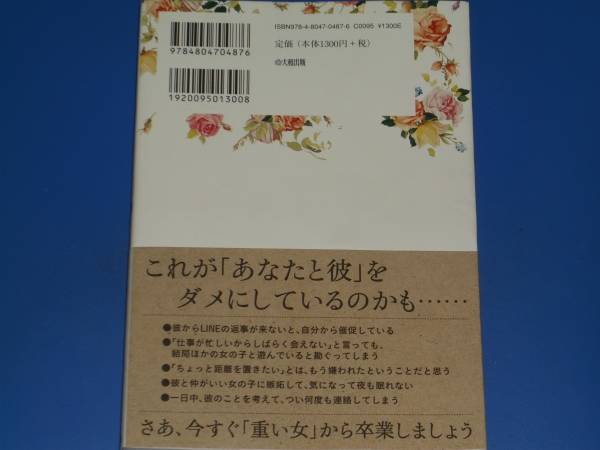 ISBN978-4-8047-0487-6 C0095 ¥1300E
定価(本体1300円+税)
大和出版
9784804704876
1920095013008
これが「あなたと彼」を
ダメにしているのかも……
●彼からLINEの返事が来ないと、自分から催促している
●「仕事が忙しいからしばらく会えない」と言っても、
結局ほかの女の子と遊んでいると勘ぐってしまう
●「ちょっと距離を置きたい」とは、もう嫌われたということだと思う
●彼と仲がいい女の子に嫉妬して、気になって夜も眠れない
●一日中、彼のことを考えて、つい何度も連絡してしまう
さあ、今すぐ「重い女」から卒業しましょう